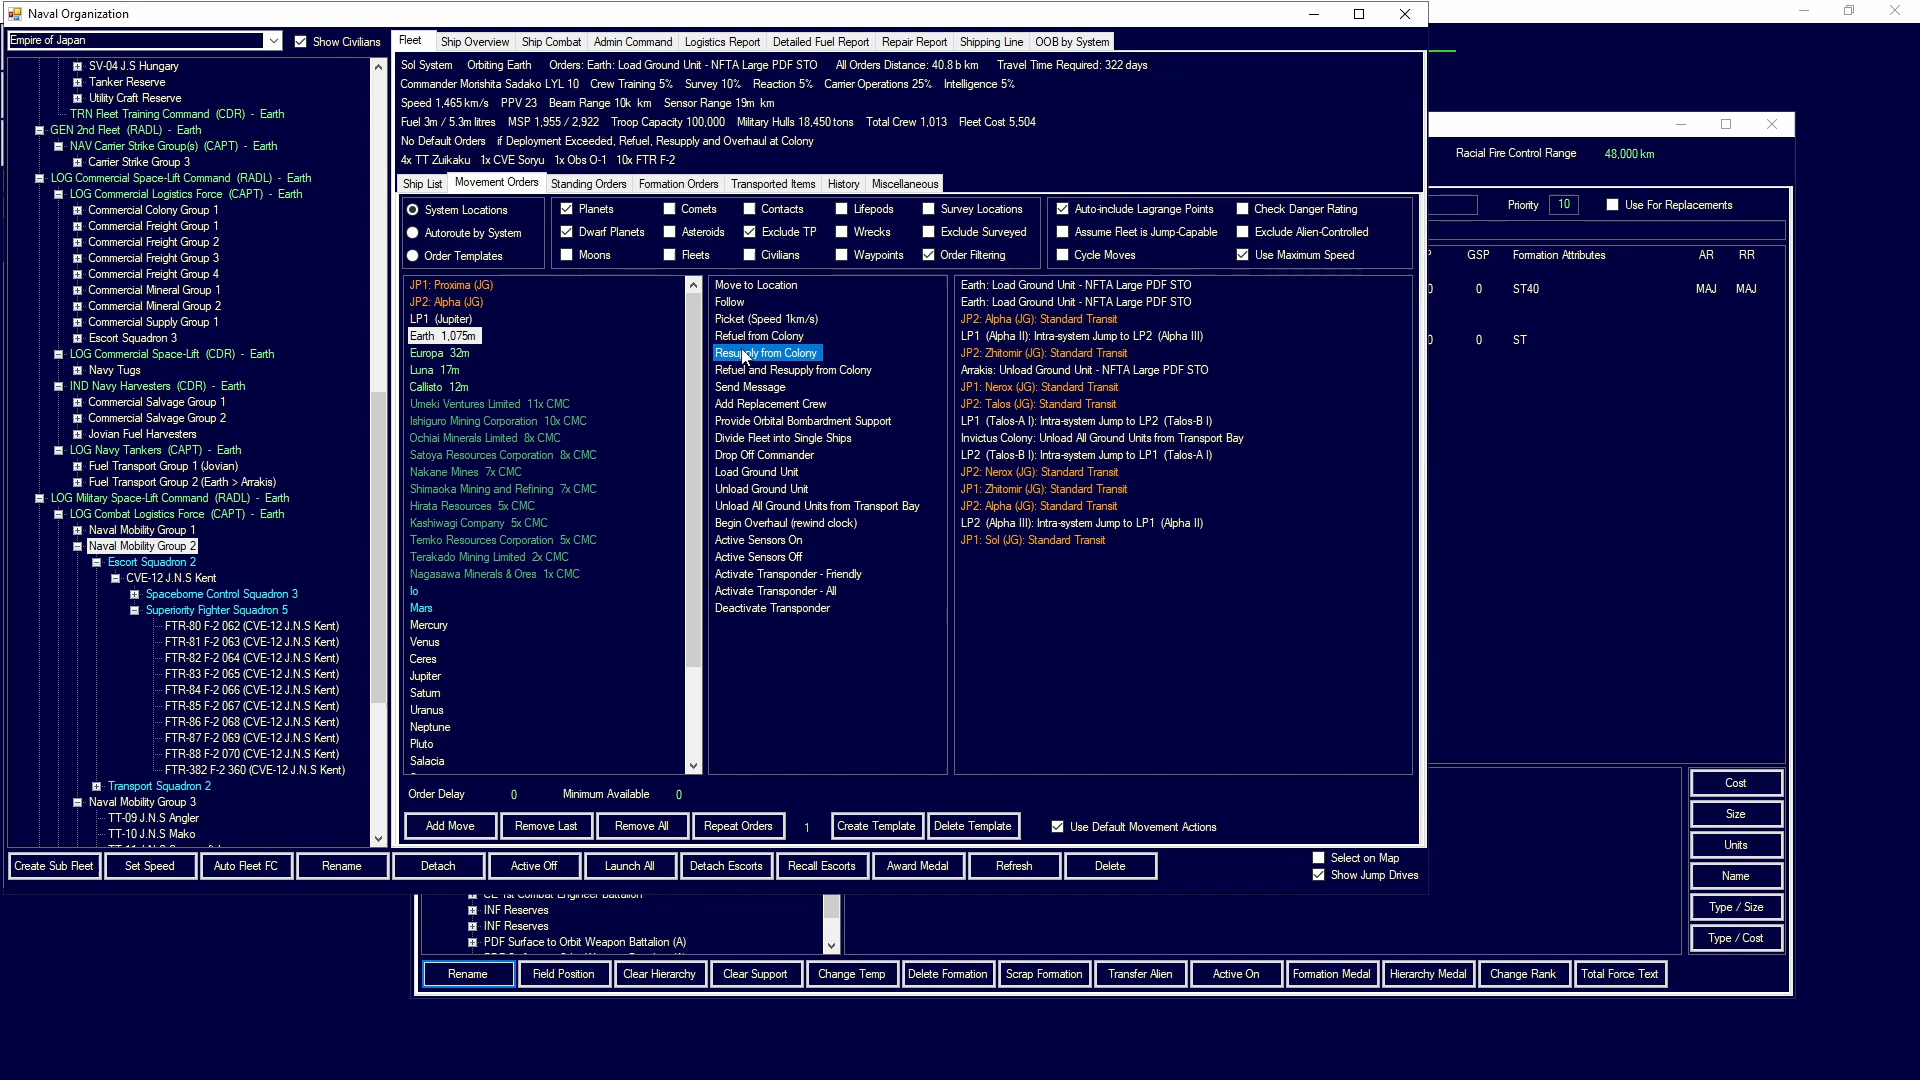 Naval Organization
Empire of Japan
Show Civilians
SV-04 J.S Hungary
Tanker Reserve
Utility Craft Reserve
TRN Fleet Training Command (CDR) - Earth
GEN 2nd Fleet (RADL) - Earth
NAV Carrier Strike Group(s) (CAPT) - Earth
Carrier Strike Group 3
LOG Commercial Space-Lift Command (RADL) - Earth
LOG Commercial Logistics Force (CAPT) - Earth
Commercial Colony Group 1
Commercial Freight Group 1
Commercial Freight Group 2
Commercial Freight Group 3
Commercial Freight Group 4
Commercial Mineral Group 1
Commercial Mineral Group 2
Commercial Supply Group 1
Escort Squadron 3
LOG Commercial Space-Lift (CDR) - Earth
Navy Tugs
IND Navy Harvesters (CDR) - Earth
Commercial Salvage Group 1
Commercial Salvage Group 2
Jovian Fuel Harvesters
LOG Navy Tankers (CAPT) - Earth
Fuel Transport Group 1 (Jovian)
Fuel Transport Group 2 (Earth > Arrakis)
LOG Military Space-Lift Command (RADL) - Earth
LOG Combat Logistics Force (CAPT) - Earth
Naval Mobility Group 1
Naval Mobility Group 2
Escort Squadron 2
CVE-12 J.N.S Kent
Spaceborne Control Squadron 3
Superiority Fighter Squadron 5
FTR-80 F-2 062 (CVE-12 J.N.S Kent)
FTR-81 F-2 063 (CVE-12 J.N.S Kent)
FTR-82 F-2 064 (CVE-12 J.N.S Kent)
FTR-83 F-2 065 (CVE-12 J.N.S Kent)
FTR-84 F-2 066 (CVE-12 J.N.S Kent)
FTR-85 F-2 067 (CVE-12 J.N.S Kent)
FTR-86 F-2 068 (CVE-12 J.N.S Kent)
FTR-87 F-2 069 (CVE-12 J.N.S Kent)
FTR-88 F-2 070 (CVE-12 J.N.S Kent)
FTR-382 F-2 360 (CVE-12 J.N.S Kent)
Transport Squadron 2
Naval Mobility Group 3
TT-09 J.N.S Angler
TT-10 J.N.S Mako
Fleet Ship Overview Ship Combat Admin Command Logistics Report Detailed Fuel Report Repair Report Shipping Line OOB by System
Sol System Orbiting Earth Orders: Earth: Load Ground Unit - NFTA Large PDF STO All Orders Distance: 40.8 b km Travel Time Required: 322 days
Commander Morishita Sadako LYL 10 Crew Training 5% Survey 10% Reaction 5% Carrier Operations 25% Intelligence 5%
Speed 1,465 km/s PPV 23 Beam Range 10k km Sensor Range 19m km
Fuel 3m / 5.3m litres MSP 1,955 / 2,922 Troop Capacity 100,000 Military Hulls 18,450 tons Total Crew 1,013 Fleet Cost 5,504
No Default Orders if Deployment Exceeded, Refuel, Resupply and Overhaul at Colony
4x TT Zuikaku 1x CVE Soryu 1x Obs O-1 10x FTR F-2
Ship List Movement Orders Standing Orders Formation Orders Transported Items History Miscellaneous
System Locations
Autoroute by System
Order Templates
Planets Comets Contacts Lifepods Survey Locations
Dwarf Planets Asteroids Exclude TP Wrecks Exclude Surveyed
Moons Fleets Civilians Waypoints Order Filtering
Auto-include Lagrange Points Check Danger Rating
Assume Fleet is Jump-Capable Exclude Alien-Controlled
Cycle Moves Use Maximum Speed
JP1: Proxima (JG)
JP2: Alpha (JG)
LP1 (Jupiter)
Earth 1,075m
Europa 32m
Luna 17m
Callisto 12m
Umeki Ventures Limited 11x CMC
Ishiguro Mining Corporation 10x CMC
Ochiai Minerals Limited 8x CMC
Satoya Resources Corporation 8x CMC
Nakane Mines 7x CMC
Shimaoka Mining and Refining 7x CMC
Hirata Resources 5x CMC
Kashiwagi Company 5x CMC
Temko Resources Corporation 5x CMC
Terakado Mining Limited 2x CMC
Nagasawa Minerals & Ores 1x CMC
Io
Mars
Mercury
Venus
Ceres
Jupiter
Saturn
Uranus
Neptune
Pluto
Salacia
Move to Location
Follow
Picket (Speed 1km/s)
Refuel from Colony
Resupply from Colony
Refuel and Resupply from Colony
Send Message
Add Replacement Crew
Provide Orbital Bombardment Support
Divide Fleet into Single Ships
Drop Off Commander
Load Ground Unit
Unload Ground Unit
Unload All Ground Units from Transport Bay
Begin Overhaul (rewind clock)
Active Sensors On
Active Sensors Off
Activate Transponder - Friendly
Activate Transponder - All
Deactivate Transponder
Earth: Load Ground Unit - NFTA Large PDF STO
Earth: Load Ground Unit - NFTA Large PDF STO
JP2: Alpha (JG): Standard Transit
LP1 (Alpha II): Intra-system Jump to LP2 (Alpha III)
JP2: Zhitomir (JG): Standard Transit
Arrakis: Unload Ground Unit - NFTA Large PDF STO
JP1: Nerox (JG): Standard Transit
JP2: Talos (JG): Standard Transit
LP1 (Talos-A I): Intra-system Jump to LP2 (Talos-B I)
Invictus Colony: Unload All Ground Units from Transport Bay
LP2 (Talos-B I): Intra-system Jump to LP1 (Talos-A I)
JP2: Nerox (JG): Standard Transit
JP1: Zhitomir (JG): Standard Transit
JP2: Alpha (JG): Standard Transit
LP2 (Alpha III): Intra-system Jump to LP1 (Alpha II)
JP1: Sol (JG): Standard Transit
Order Delay 0 Minimum Available 0
Add Move Remove Last Remove All Repeat Orders 1 Create Template Delete Template Use Default Movement Actions
Create Sub Fleet Set Speed Auto Fleet FC Rename Detach Active Off Launch All Detach Escorts Recall Escorts Award Medal Refresh Delete
Select on Map
Show Jump Drives
Racial Fire Control Range 48,000 km
Priority 10 Use For Replacements
GSP Formation Attributes AR RR
0 0 ST40 MAJ MAJ
0 0 ST
Cost
Size
Units
Name
Type / Size
Type / Cost
INF Reserves
INF Reserves
PDF Surface to Orbit Weapon Battalion (A)
Rename Field Position Clear Hierarchy Clear Support Change Temp Delete Formation Scrap Formation Transfer Alien Active On Formation Medal Hierarchy Medal Change Rank Total Force Text